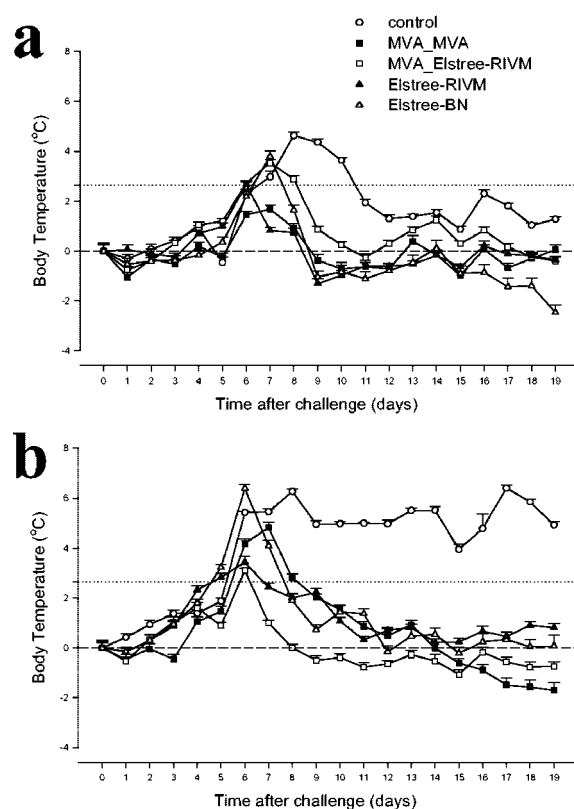 a
control
MVA_MVA
MVA_Elstree-RIVM
Elstree-RIVM
Elstree-BN
8
6
4
2
0
-2
-4
Body Temperature (°C)
0 1 2 3 4 5 6 7 8 9 10 11 12 13 14 15 16 17 18 19
Time after challenge (days)
b
8
6
4
2
0
-2
-4
Body Temperature (°C)
0 1 2 3 4 5 6 7 8 9 10 11 12 13 14 15 16 17 18 19
Time after challenge (days)